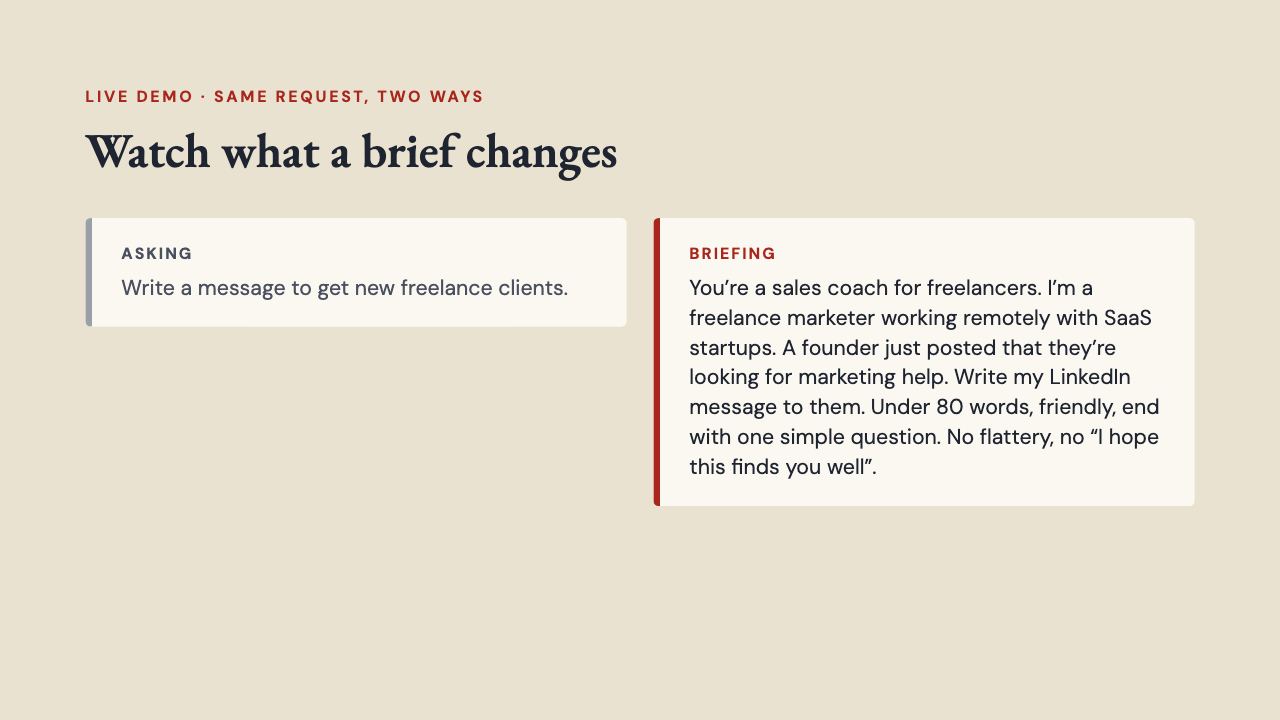 LIVE DEMO · SAME REQUEST, TWO WAYS
Watch what a brief changes
ASKING
Write a message to get new freelance clients.
BRIEFING
You’re a sales coach for freelancers. I’m a
freelance marketer working remotely with SaaS
startups. A founder just posted that they’re
looking for marketing help. Write my LinkedIn
message to them. Under 80 words, friendly, end
with one simple question. No flattery, no “I hope
this finds you well”.